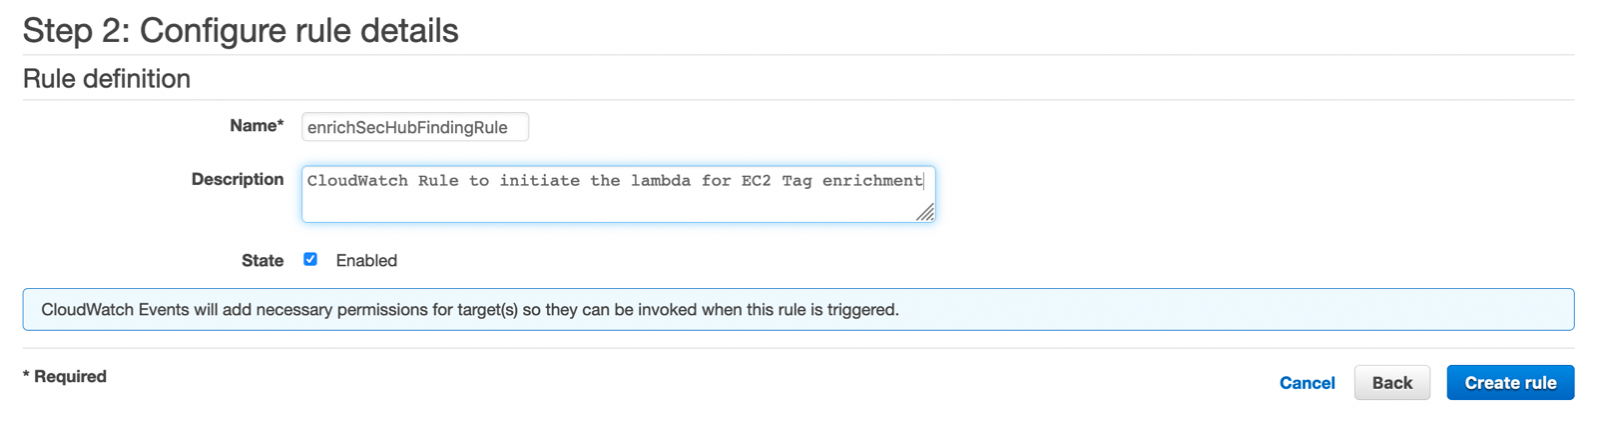 Step 2: Configure rule details
Rule definition
Name* enrichSecHubFindingRule
Description CloudWatch Rule to initiate the lambda for EC2 Tag enrichment
State Enabled
CloudWatch Events will add necessary permissions for target(s) so they can be invoked when this rule is triggered.
* Required Cancel Back Create rule